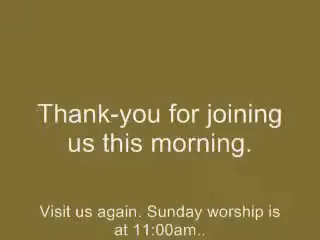 Thank-you for joining
us this morning.
Visit us again. Sunday worship is
at 11:00am..